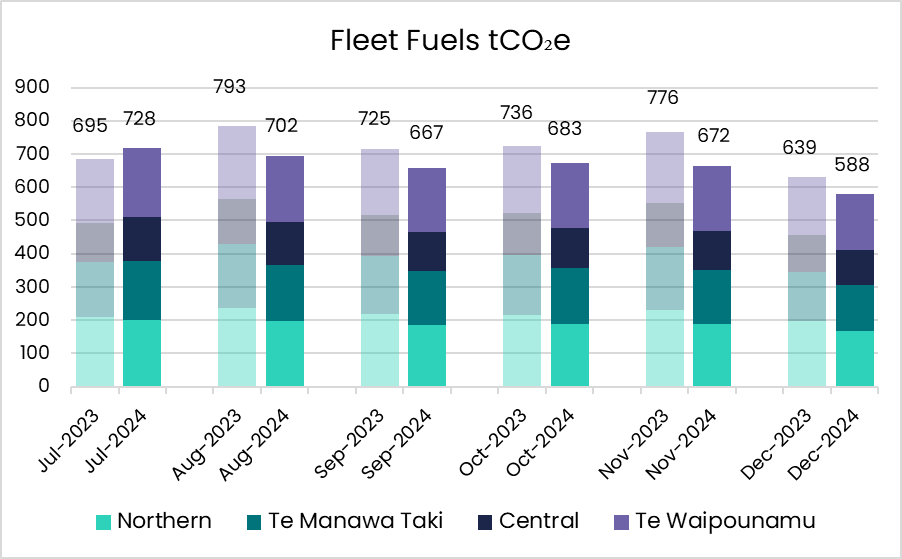 Fleet Fuels tCO₂e
900
800
700
600
500
400
300
200
100
0
695
728
793
702
725
667
736
683
776
672
639
588
Jul-2023
Jul-2024
Aug-2023
Aug-2024
Sep-2023
Sep-2024
Oct-2023
Oct-2024
Nov-2023
Nov-2024
Dec-2023
Dec-2024
Northern
Te Manawa Taki
Central
Te Waipounamu